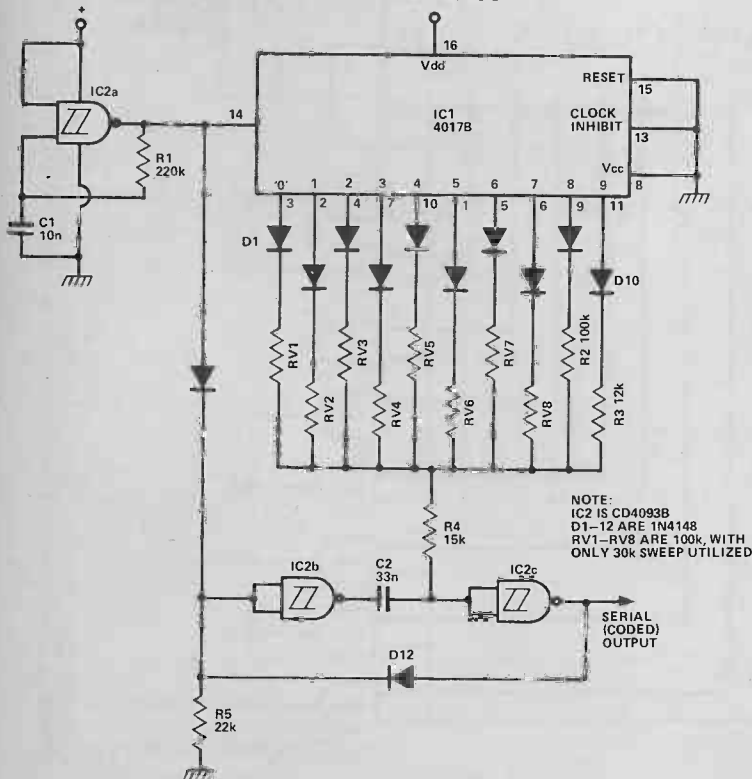 +
IC2a
R1
220k
C1
10n
14
16
Vdd
IC1
4017B
RESET
15
CLOCK
INHIBIT
13
Vcc
8
'0' 1 2 3 4 5 6 7 8 9
3 2 4 7 10 1 5 6 9 11
D1
D10
RV1
RV2
RV3
RV4
RV5
RV6
RV7
RV8
R2 100k
R3 12k
R4
15k
NOTE:
IC2 IS CD4093B
D1–12 ARE 1N4148
RV1–RV8 ARE 100k, WITH
ONLY 30k SWEEP UTILIZED
IC2b
C2
33n
IC2c
SERIAL
(CODED)
OUTPUT
D12
R5
22k